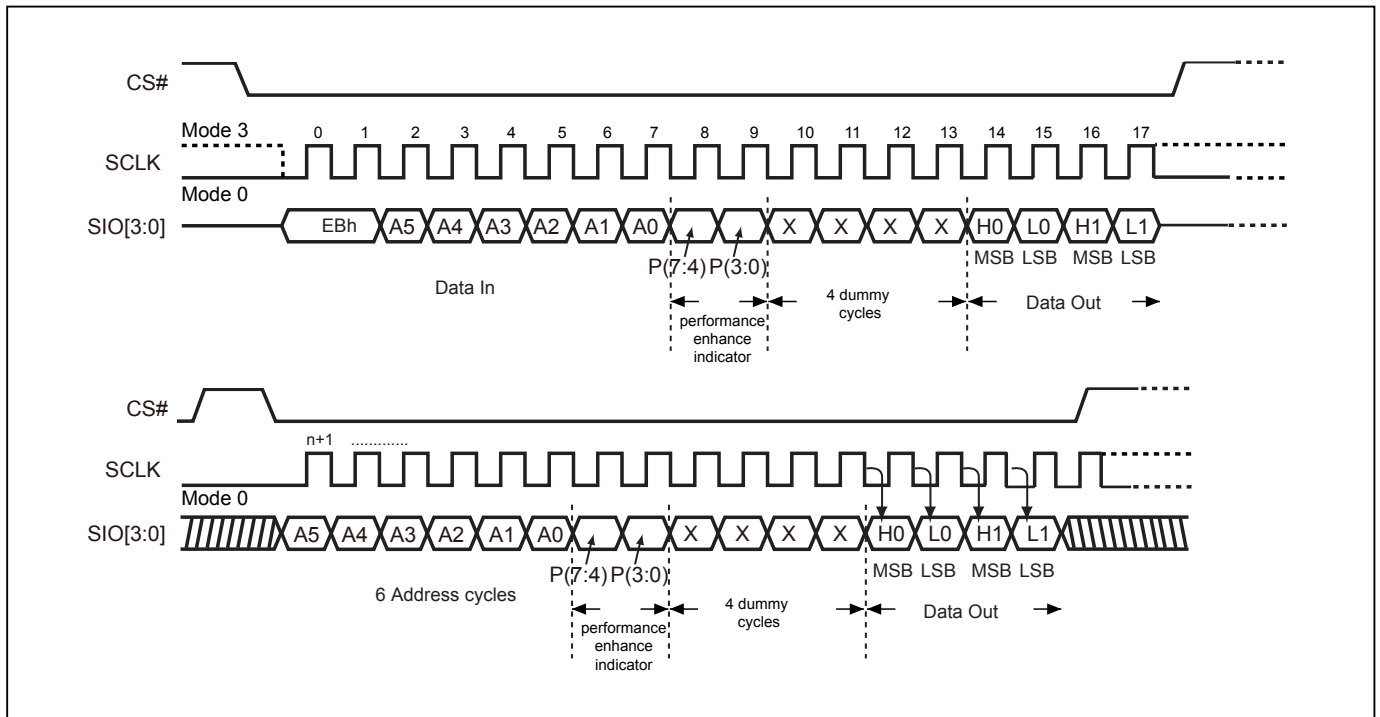 CS#
Mode 3
0 1 2 3 4 5 6 7 8 9 10 11 12 13 14 15 16 17
SCLK
Mode 0
SIO[3:0] EBh A5 A4 A3 A2 A1 A0 X X X X H0 L0 H1 L1
MSB LSB MSB LSB
P(7:4) P(3:0)
Data In
4 dummy
cycles
Data Out
performance
enhance
indicator
CS#
n+1 .............
SCLK
Mode 0
SIO[3:0] A5 A4 A3 A2 A1 A0 X X X X H0 L0 H1 L1
MSB LSB MSB LSB
P(7:4) P(3:0)
6 Address cycles
4 dummy
cycles
Data Out
performance
enhance
indicator